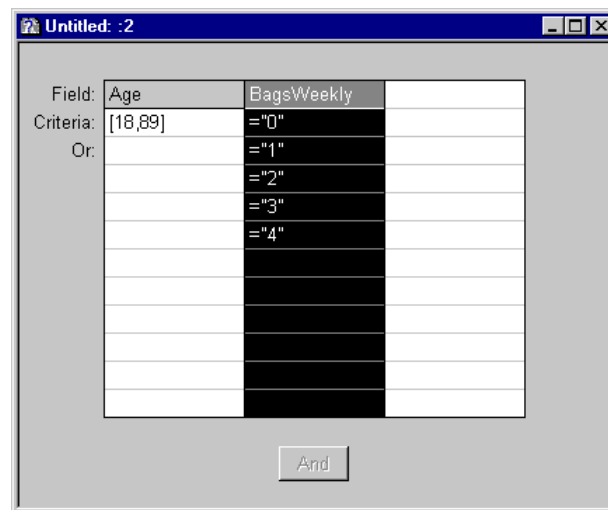 Untitled: :2
Field: Age BagsWeekly
Criteria: [18,89] ="0"
Or: ="1"
="2"
="3"
="4"
And